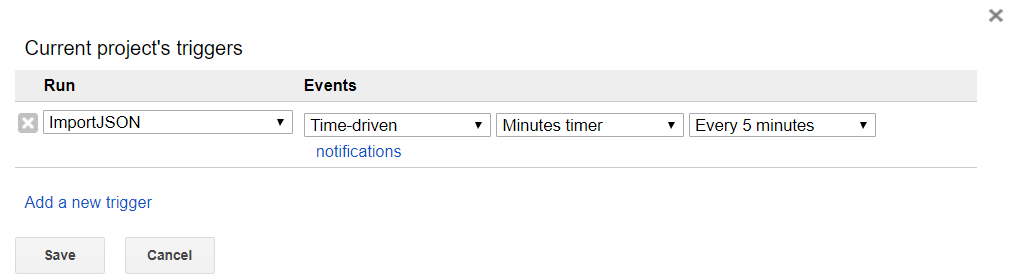 Current project's triggers
Run Events
ImportJSON Time-driven Minutes timer Every 5 minutes
notifications
Add a new trigger
Save Cancel